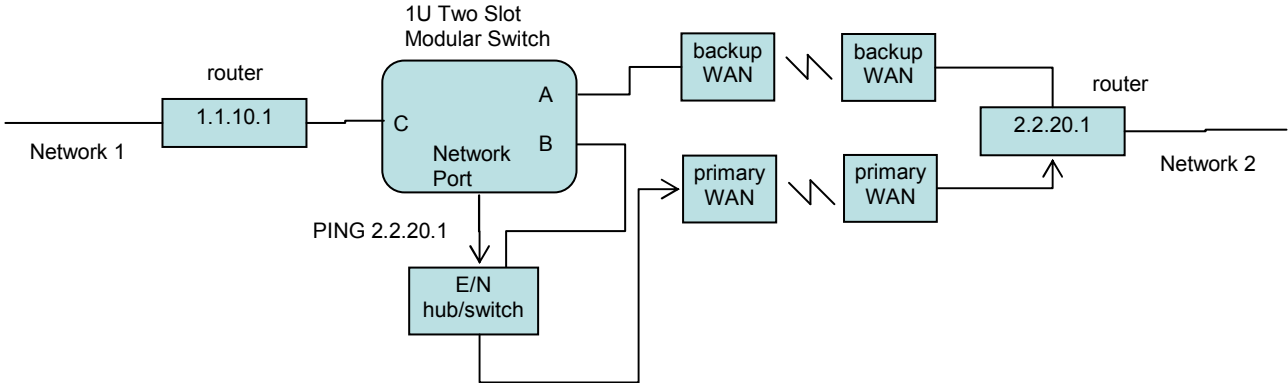 1U Two Slot
Modular Switch
router
1.1.10.1
Network 1
C
A
B
Network
Port
PING 2.2.20.1
E/N
hub/switch
backup
WAN
backup
WAN
primary
WAN
primary
WAN
router
2.2.20.1
Network 2